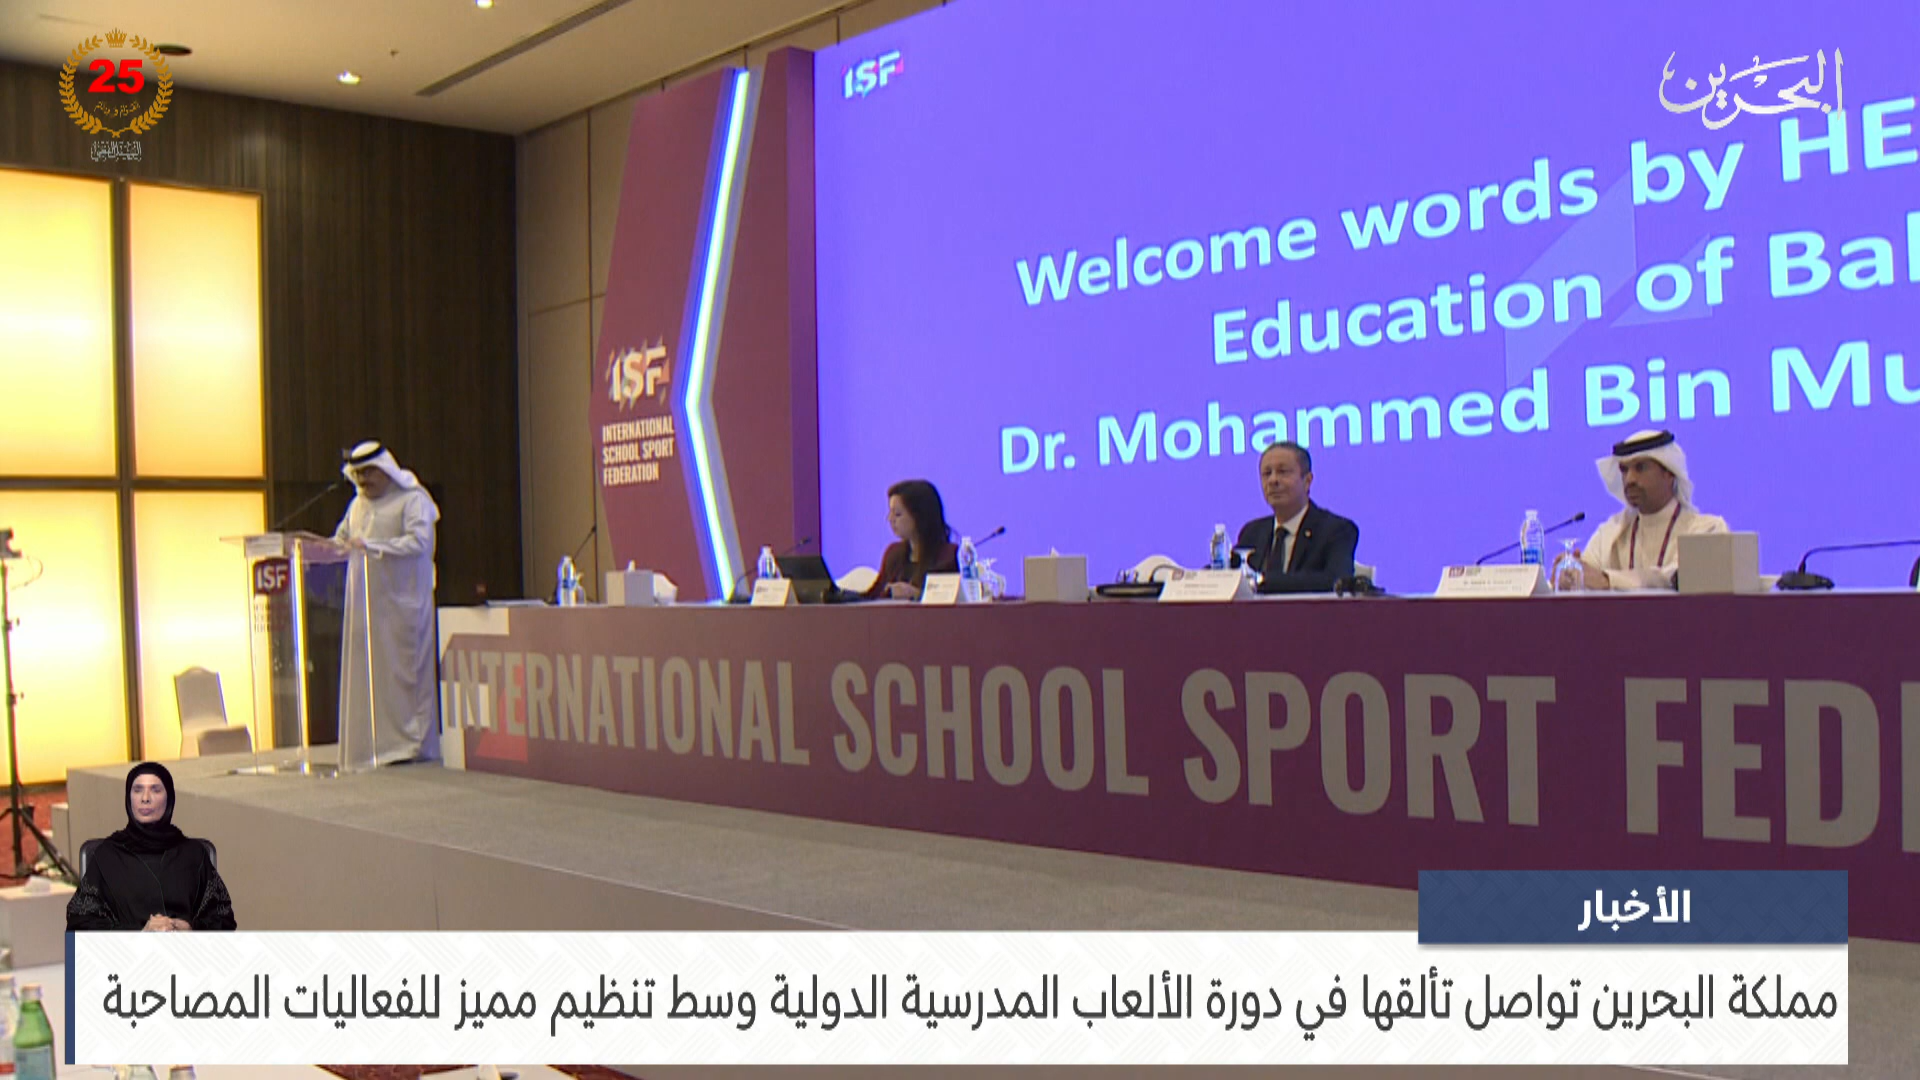 25
البحرين
ISF
Welcome words by HE
Education of Bal
Dr. Mohammed Bin Mu
ISF
INTERNATIONAL
SCHOOL SPORT
FEDERATION
ISF
INTERNATIONAL SCHOOL SPORT FEDE
الأخبار
مملكة البحرين تواصل تألقها في دورة الألعاب المدرسية الدولية وسط تنظيم مميز للفعاليات المصاحبة